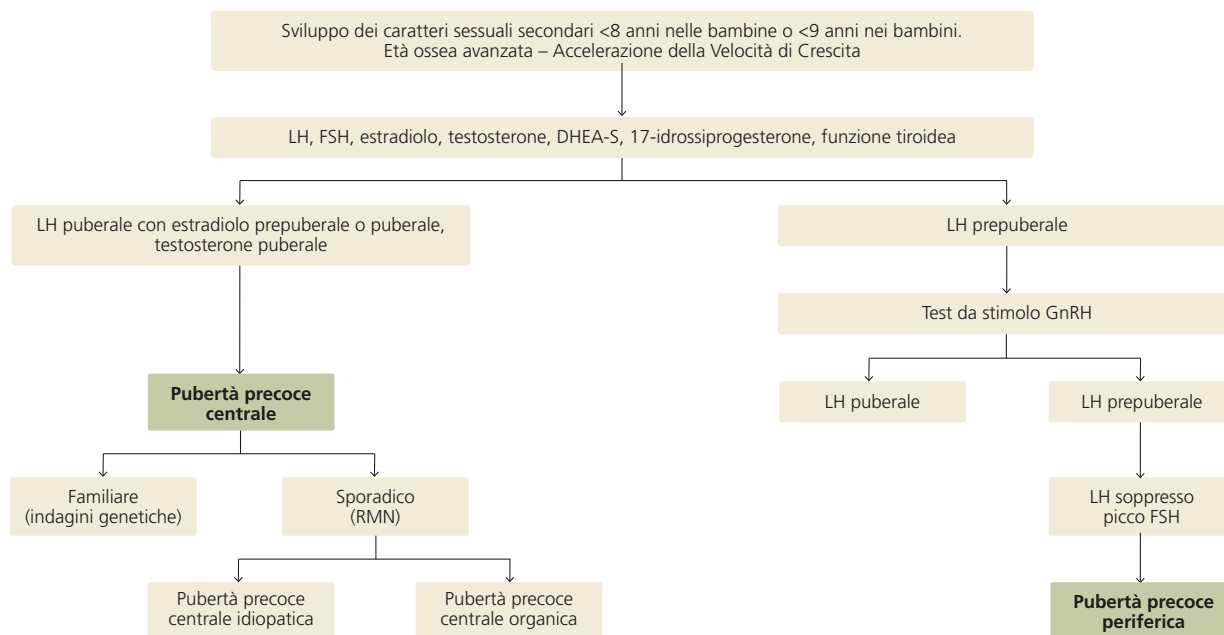 Sviluppo dei caratteri sessuali secondari <8 anni nelle bambine o <9 anni nei bambini.
Età ossea avanzata – Accelerazione della Velocità di Crescita
LH, FSH, estradiolo, testosterone, DHEA-S, 17-idrossiprogesterone, funzione tiroidea
LH puberale con estradiolo prepuberale o puberale,
testosterone puberale
LH prepuberale
Test da stimolo GnRH
Pubertà precoce
centrale
LH puberale
LH prepuberale
Familiare
(indagini genetiche)
Sporadico
(RMN)
LH soppresso
picco FSH
Pubertà precoce
centrale idiopatica
Pubertà precoce
centrale organica
Pubertà precoce
periferica